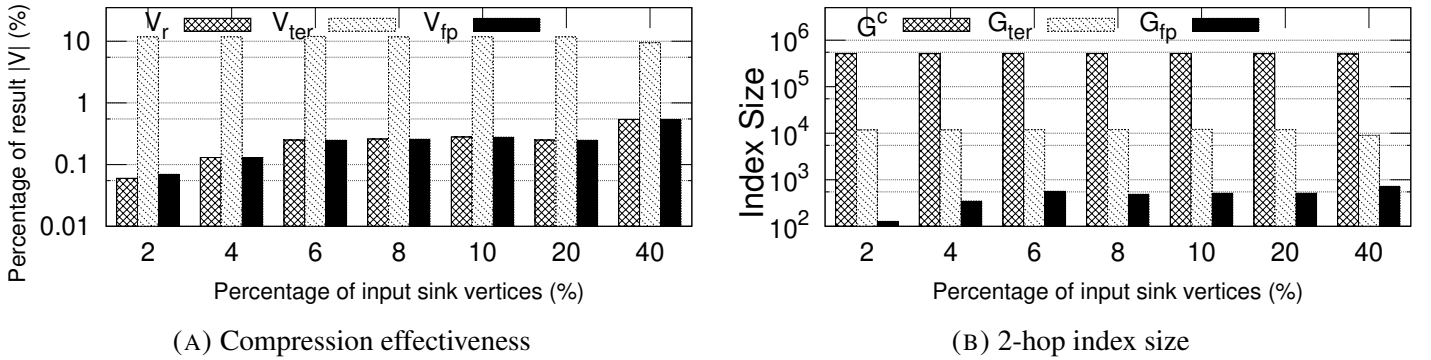 V_r V_ter V_fp
Percentage of result |V| (%)
10
1
0.1
0.01
2 4 6 8 10 20 40
Percentage of input sink vertices (%)
(A) Compression effectiveness
G^c G_ter G_fp
Index Size
10^6
10^5
10^4
10^3
10^2
2 4 6 8 10 20 40
Percentage of input sink vertices (%)
(B) 2-hop index size